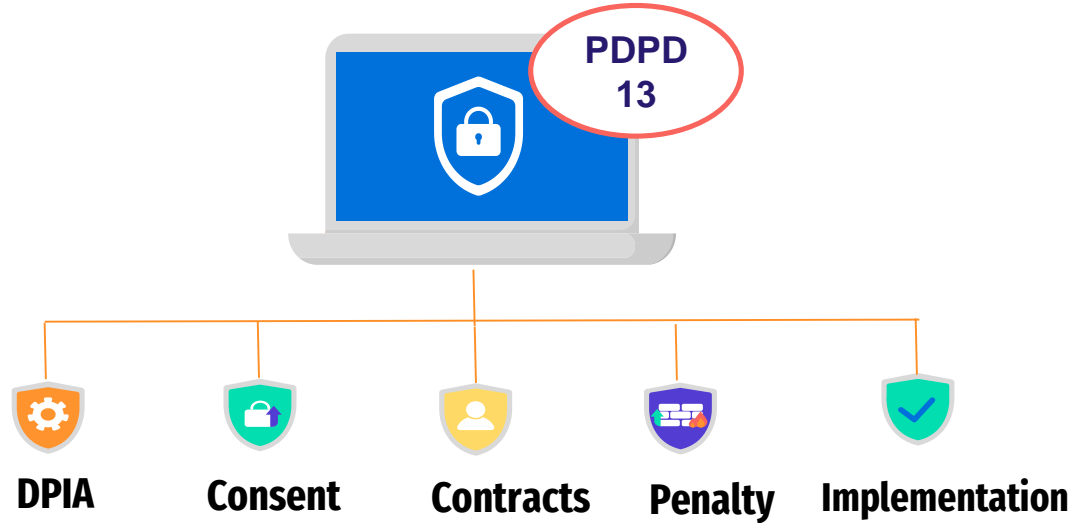 PDPD
13
DPIA
Consent
Contracts
Penalty
Implementation